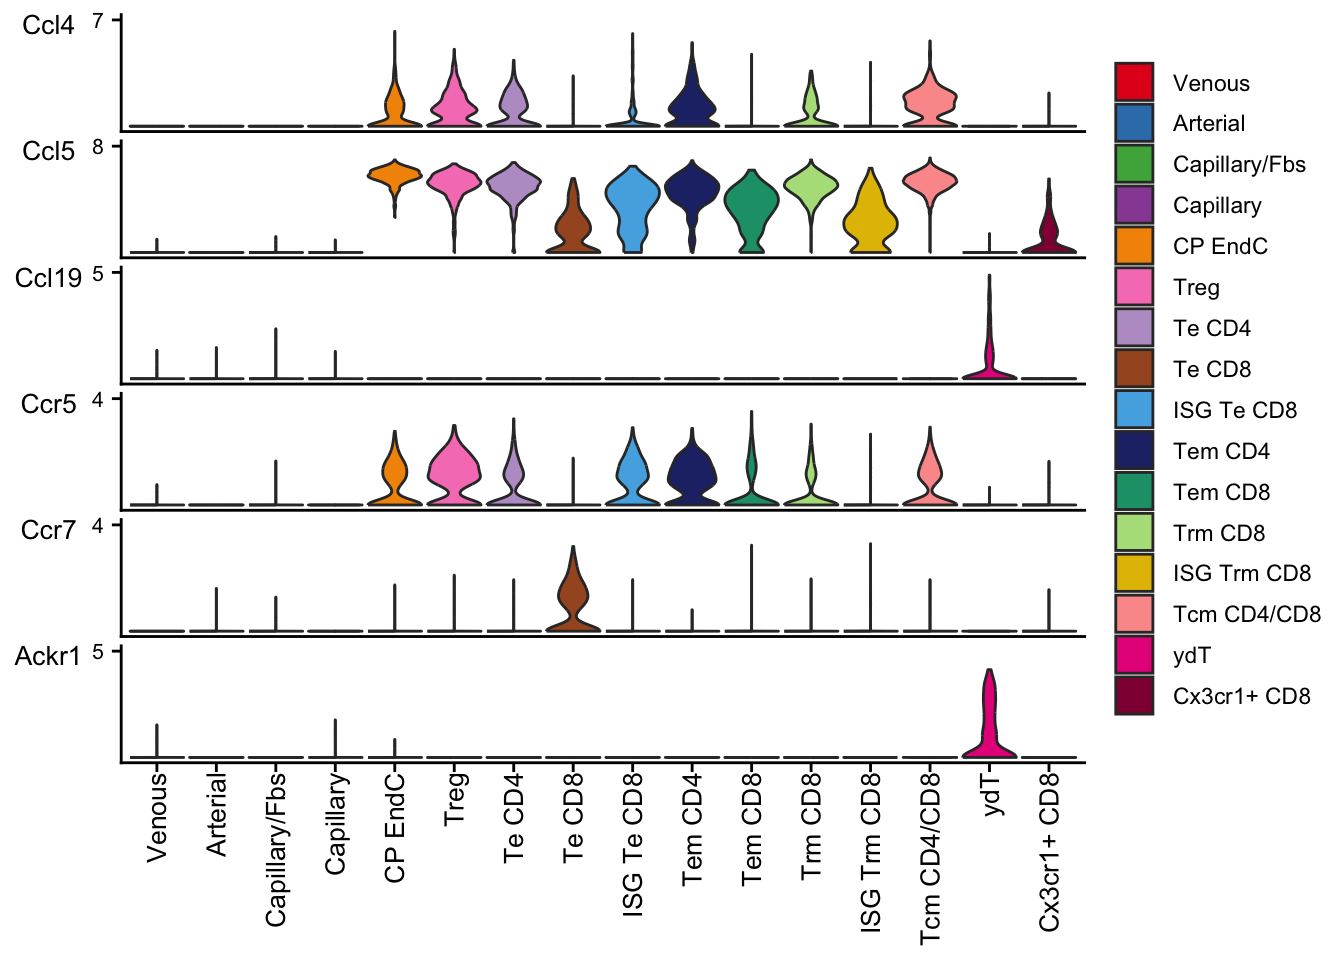 Ccl4 7
Ccl5 8
Ccl19 5
Ccr5 4
Ccr7 4
Ackr1 5
Venous
Arterial
Capillary/Fbs
Capillary
CP EndC
Treg
Te CD4
Te CD8
ISG Te CD8
Tem CD4
Tem CD8
Trm CD8
ISG Trm CD8
Tcm CD4/CD8
ydT
Cx3cr1+ CD8
Venous
Arterial
Capillary/Fbs
Capillary
CP EndC
Treg
Te CD4
Te CD8
ISG Te CD8
Tem CD4
Tem CD8
Trm CD8
ISG Trm CD8
Tcm CD4/CD8
ydT
Cx3cr1+ CD8